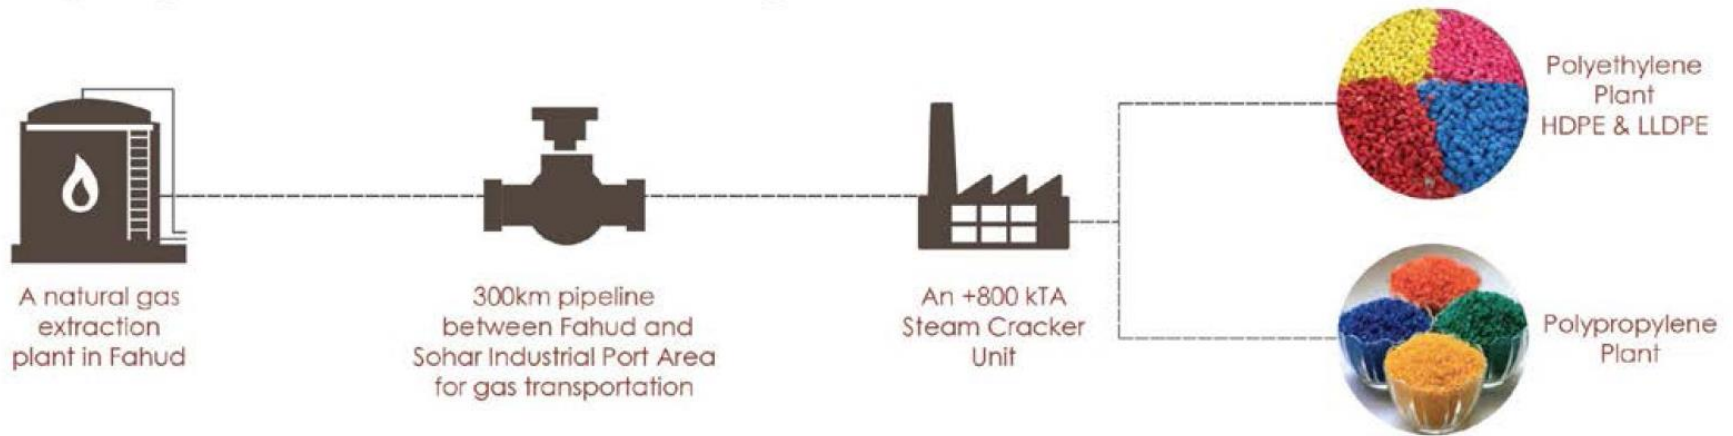 A natural gas
extraction
plant in Fahud
300km pipeline
between Fahud and
Sohar Industrial Port Area
for gas transportation
An +800 kTA
Steam Cracker
Unit
Polyethylene
Plant
HDPE & LLDPE
Polypropylene
Plant